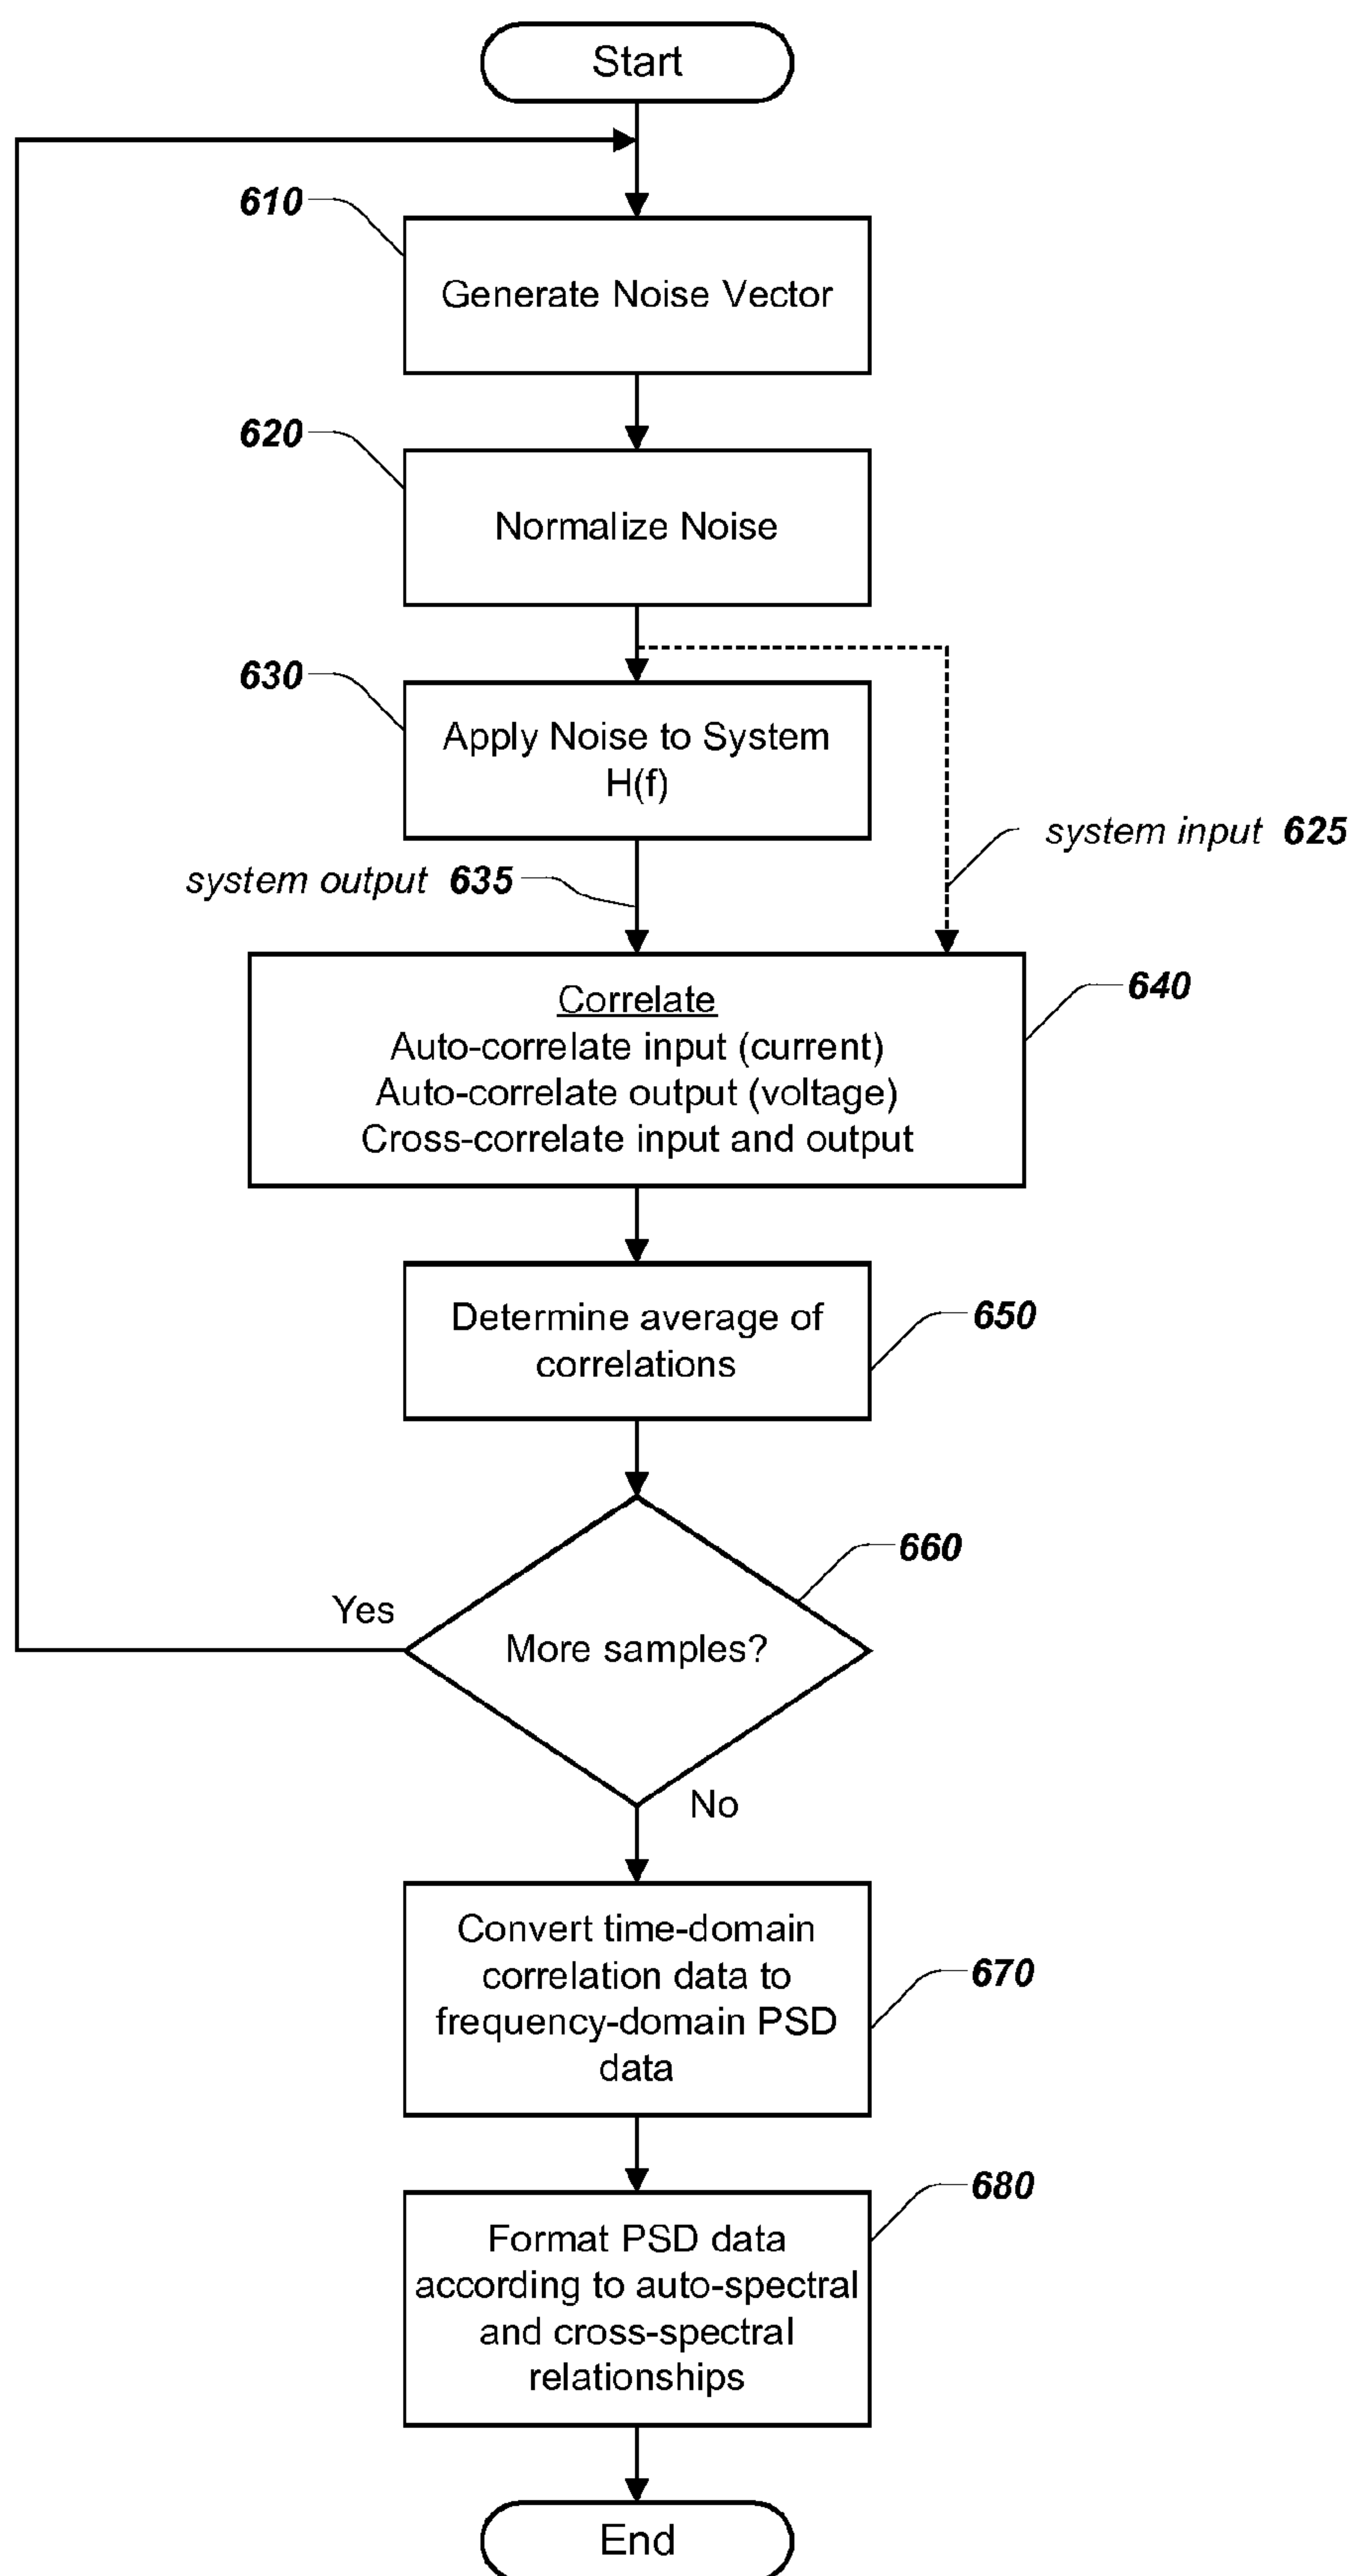 Start
610
Generate Noise Vector
620
Normalize Noise
630
Apply Noise to System
H(f)
system input 625
system output 635
640
Correlate
Auto-correlate input (current)
Auto-correlate output (voltage)
Cross-correlate input and output
650
Determine average of
correlations
660
Yes
More samples?
No
Convert time-domain
correlation data to
frequency-domain PSD
data
670
680
Format PSD data
according to auto-spectral
and cross-spectral
relationships
End